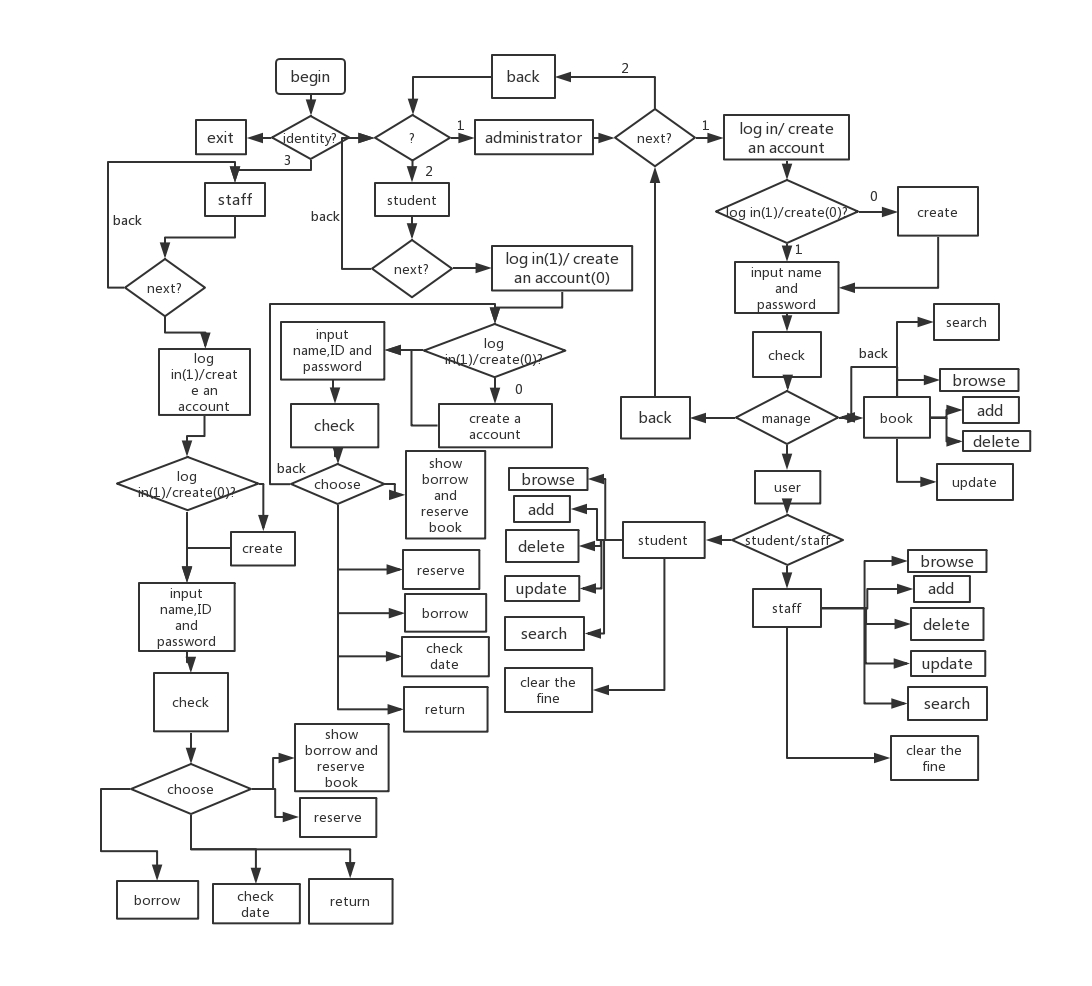 begin
back
2
exit
identity?
?
1
administrator
next?
1
log in/ create
an account
3
2
staff
student
back
back
log in(1)/create(0)?
0
create
next?
next?
log in(1)/ create
an account(0)
1
input name
and
password
log
in(1)/creat
e an
account
input
name,ID and
password
log
in(1)/create(0)?
0
check
search
back
browse
check
create a
account
back
manage
book
add
delete
log
in(1)/create(0)?
back
choose
show
borrow
and
reserve
book
browse
add
delete
update
search
clear the
fine
user
update
create
student
student/staff
reserve
borrow
check
date
return
staff
browse
add
delete
update
search
clear the
fine
input
name,ID
and
password
check
choose
show
borrow and
reserve
book
reserve
borrow
check
date
return